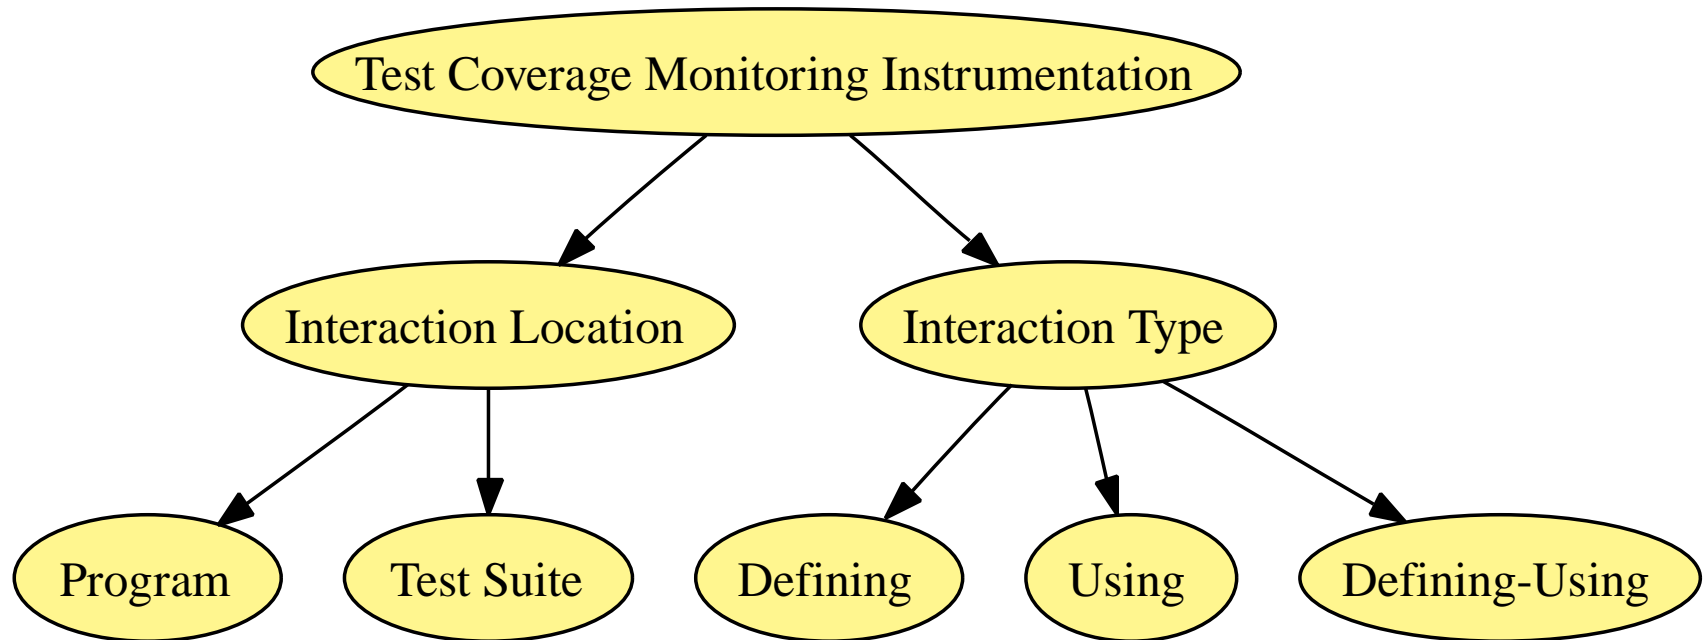 Test Coverage Monitoring Instrumentation
Interaction Location
Interaction Type
Program
Test Suite
Defining
Using
Defining-Using